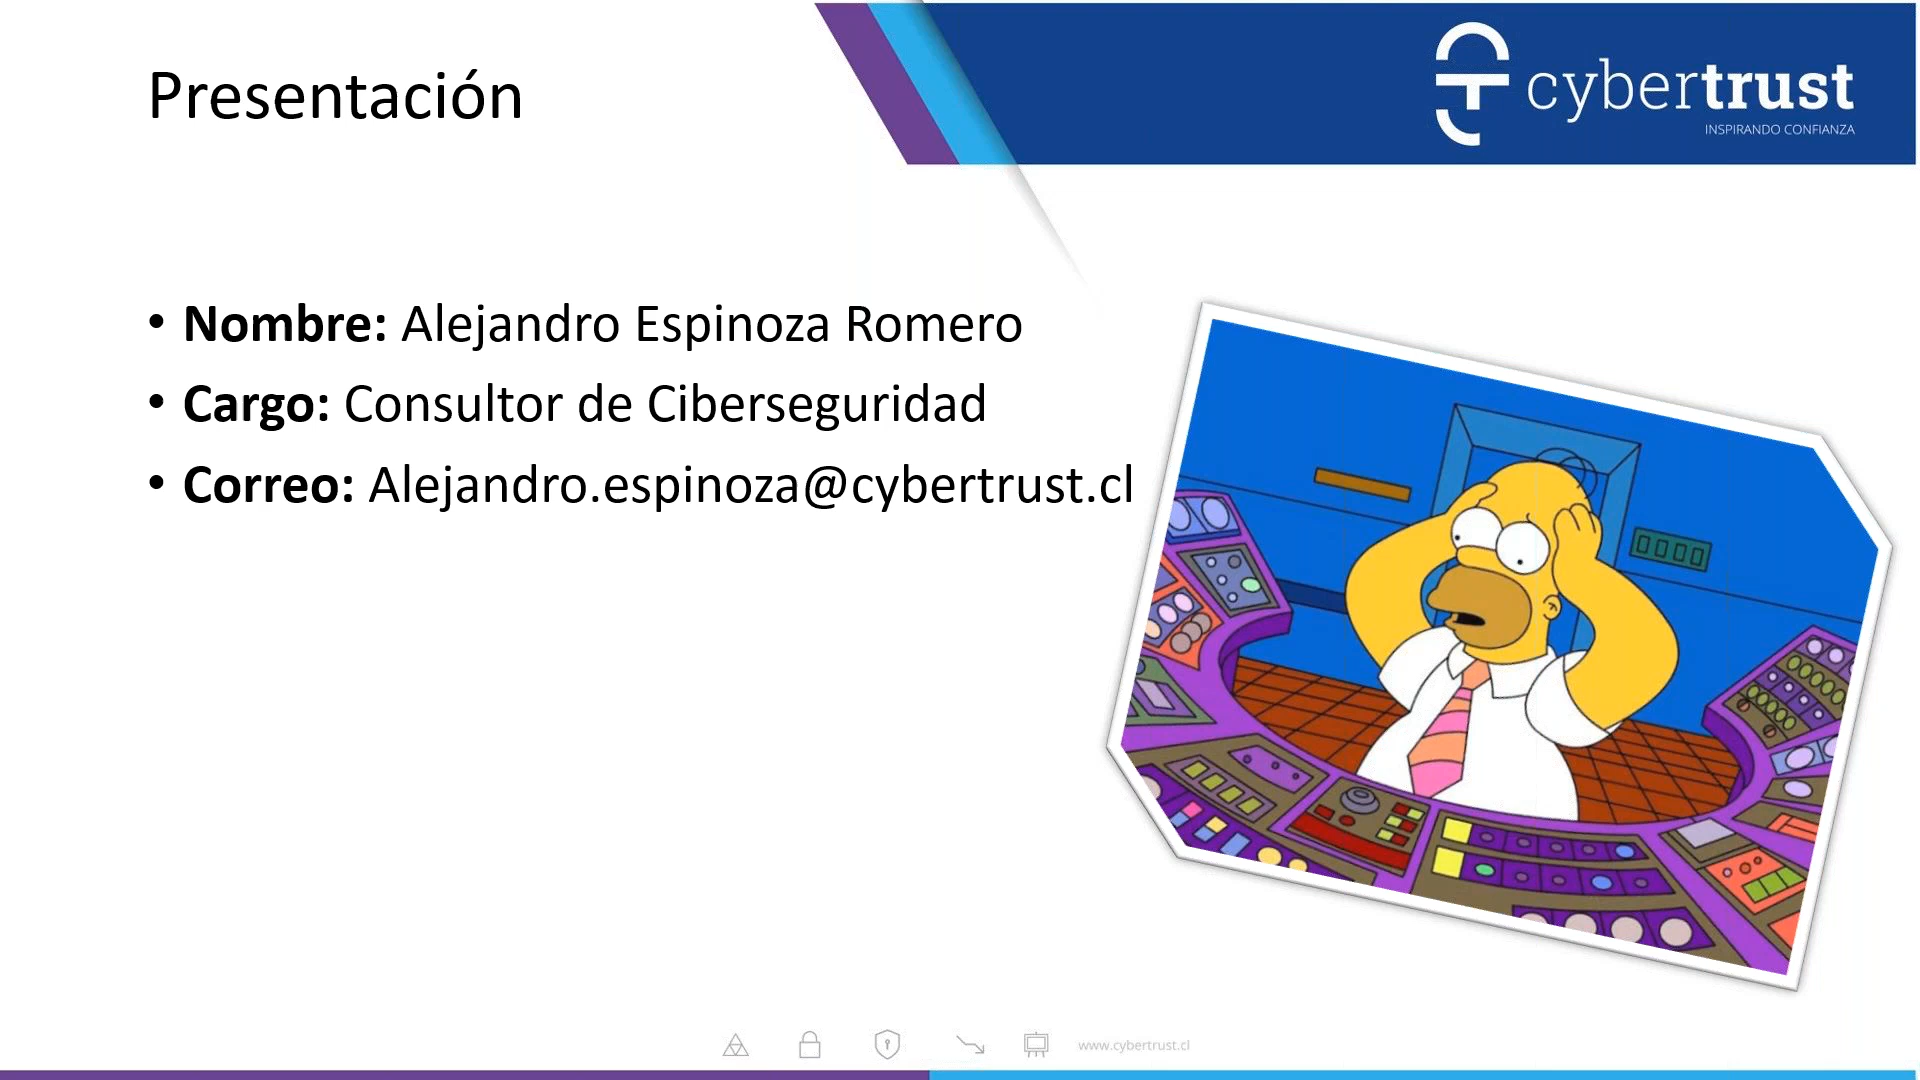 Presentación
cybertrust
INSPIRANDO CONFIANZA
• Nombre: Alejandro Espinoza Romero
• Cargo: Consultor de Ciberseguridad
• Correo: Alejandro.espinoza@cybertrust.cl
www.cybertrust.cl